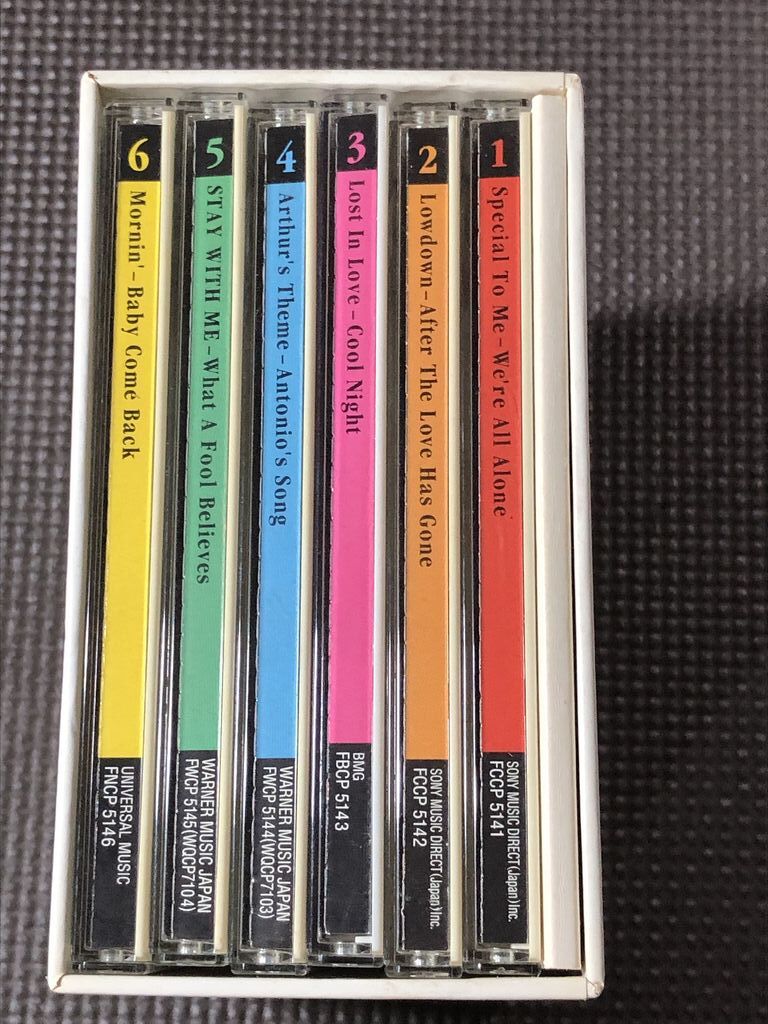 6
Mornin' – Baby Come Back
UNIVERSAL MUSIC
FNCP 5146
5
STAY WITH ME – What A Fool Believes
WARNER MUSIC JAPAN
FWCP 5145(WQCP7104)
4
Arthur's Theme – Antonio's Song
WARNER MUSIC JAPAN
FWCP 5144(WQCP7103)
3
Lost In Love – Cool Night
BMG
FBCP 5143
2
Lowdown – After The Love Has Gone
SONY MUSIC DIRECT(Japan)Inc.
FCCP 5142
1
Special To Me – We're All Alone
SONY MUSIC DIRECT(Japan)Inc.
FCCP 5141